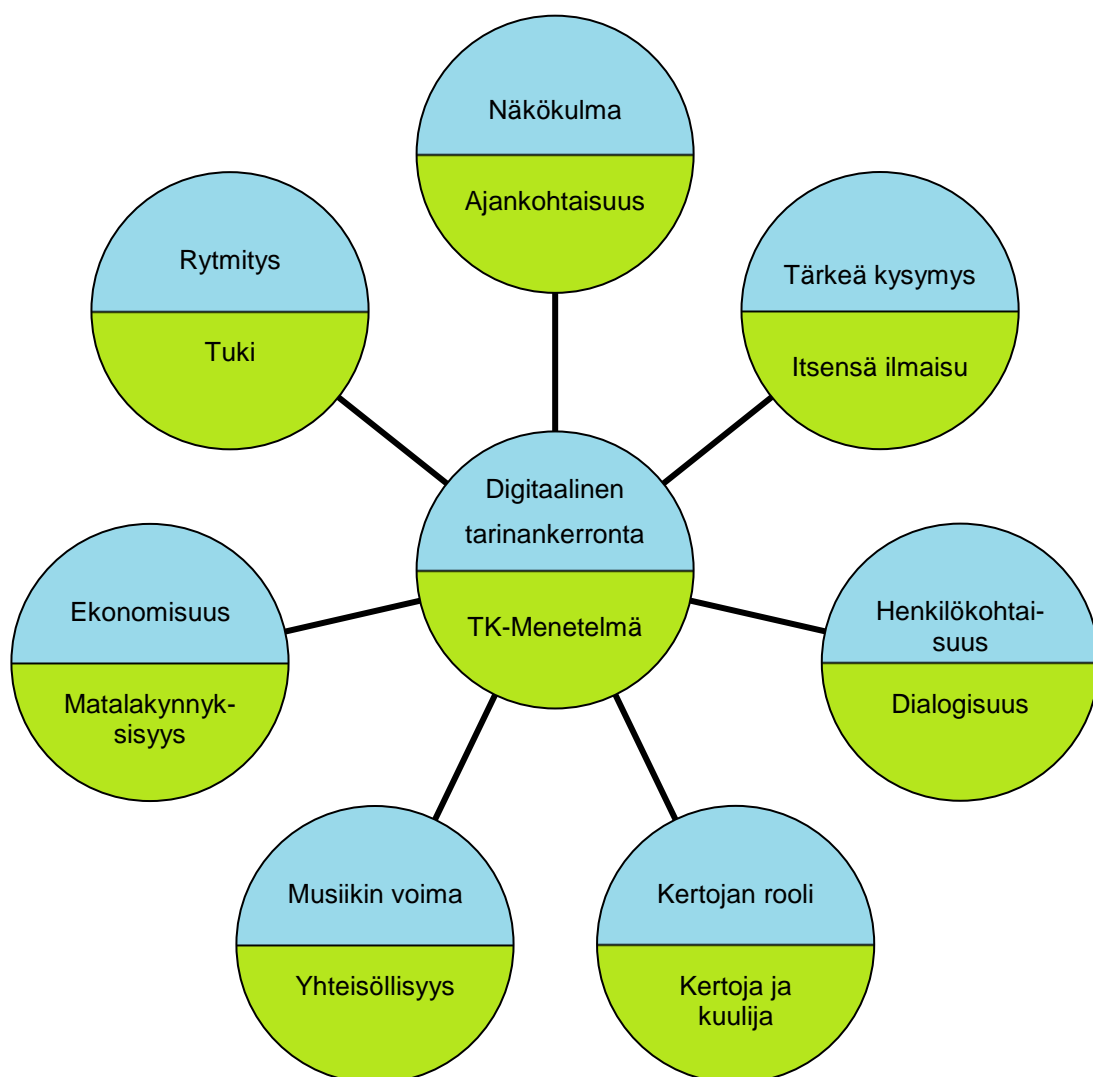 Näkökulma
Ajankohtaisuus
Rytmitys
Tuki
Tärkeä kysymys
Itsensä ilmaisu
Digitaalinen
tarinankerronta
TK-Menetelmä
Ekonomisuus
Matalakynnyk-
sisyys
Henkilökohtai-
suus
Dialogisuus
Musiikin voima
Yhteisöllisyys
Kertojan rooli
Kertoja ja
kuulija